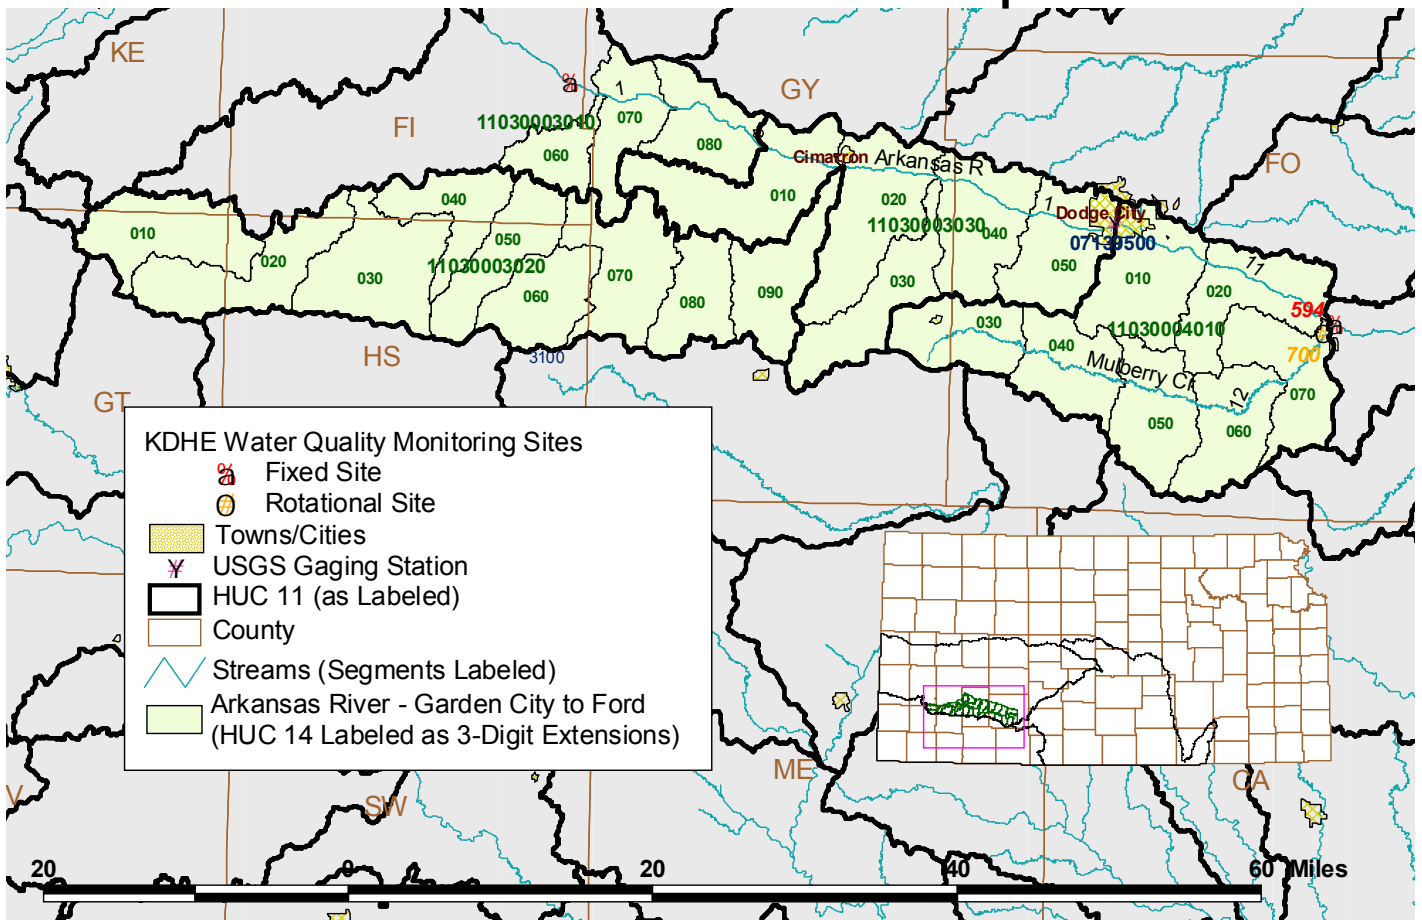 KE
GY
FI
1
070
11030003010
060
080
Cimarron
Arkansas R
FO
010
010
040
020
11030003030
040
1
Dodge City
07139500
050
020
030
11030003020
060
070
080
090
030
050
010
11
020
594
11030004010
700
030
040
Mulberry Cr
12
070
050
060
HS
3100
GT
KDHE Water Quality Monitoring Sites
Fixed Site
Rotational Site
Towns/Cities
USGS Gaging Station
HUC 11 (as Labeled)
County
Streams (Segments Labeled)
Arkansas River - Garden City to Ford
(HUC 14 Labeled as 3-Digit Extensions)
V
SW
ME
CA
20 0 20 40 60 Miles